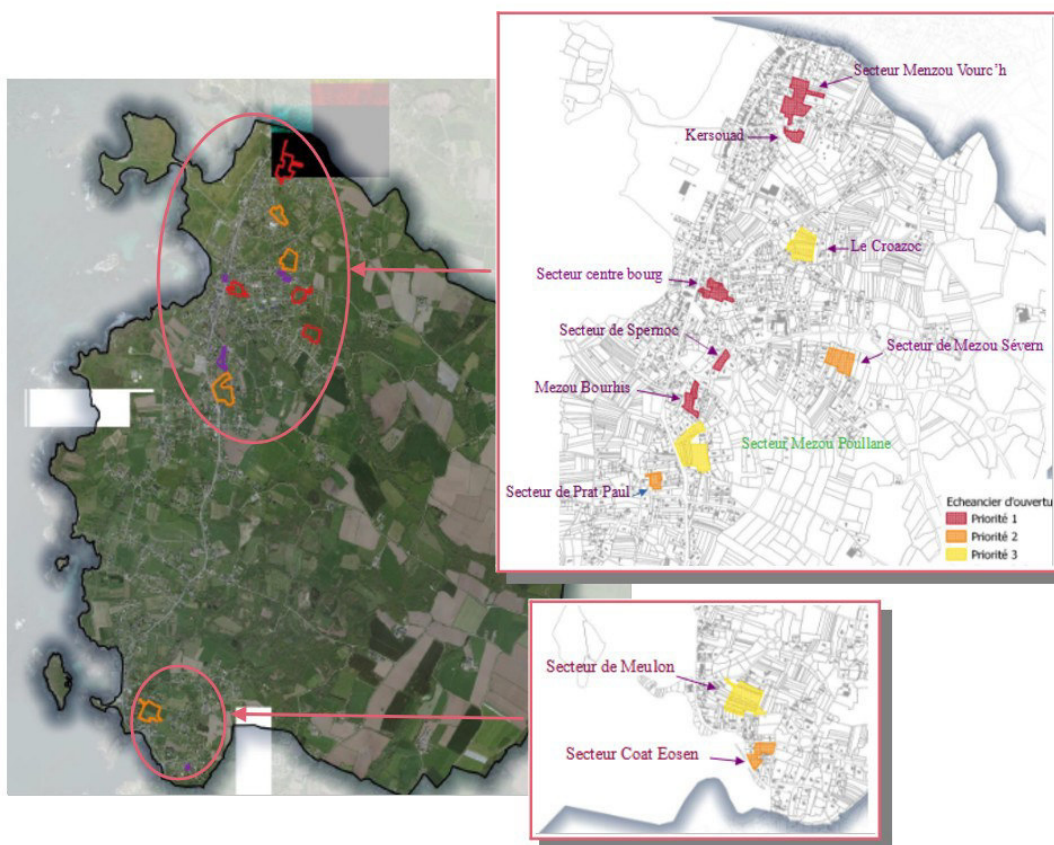 Secteur Menzou Vourc'h
Kersouad
Le Croazoc
Secteur centre bourg
Secteur de Spernoc
Secteur de Mezou Sévern
Mezou Bourhis
Secteur Mezou Poullane
Secteur de Prat Paul
Echeancier d'ouvertu
Priorité 1
Priorité 2
Priorité 3
Secteur de Meulon
Secteur Coat Eosen